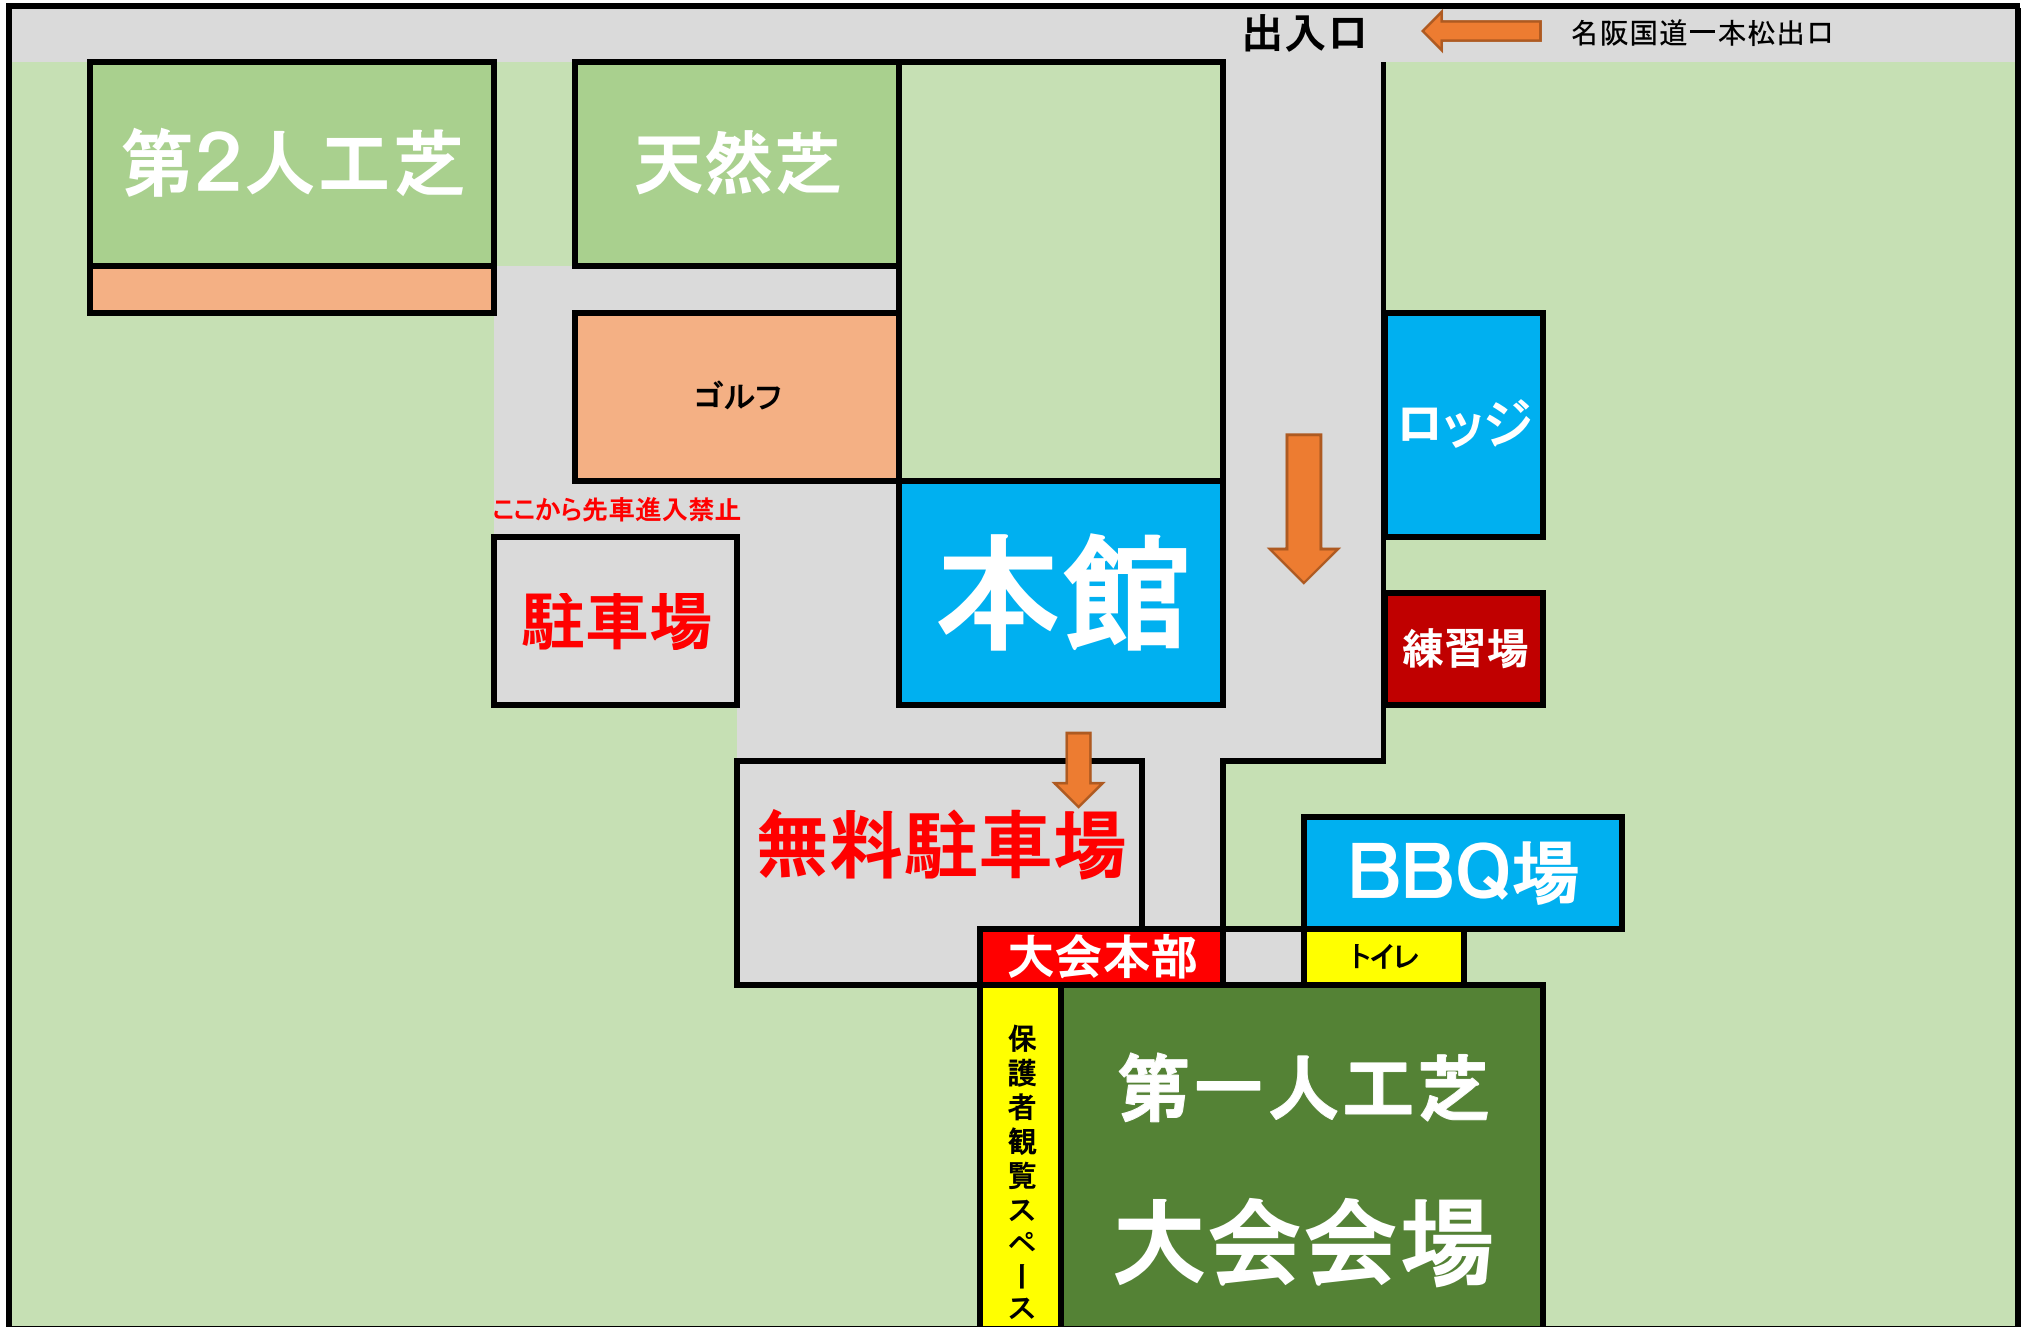 出入口
名阪国道一本松出口
第2人工芝
天然芝
ゴルフ
ロッジ
ここから先車進入禁止
本館
駐車場
練習場
無料駐車場
BBQ場
大会本部
トイレ
保護者観覧スペース
第一人工芝
大会会場